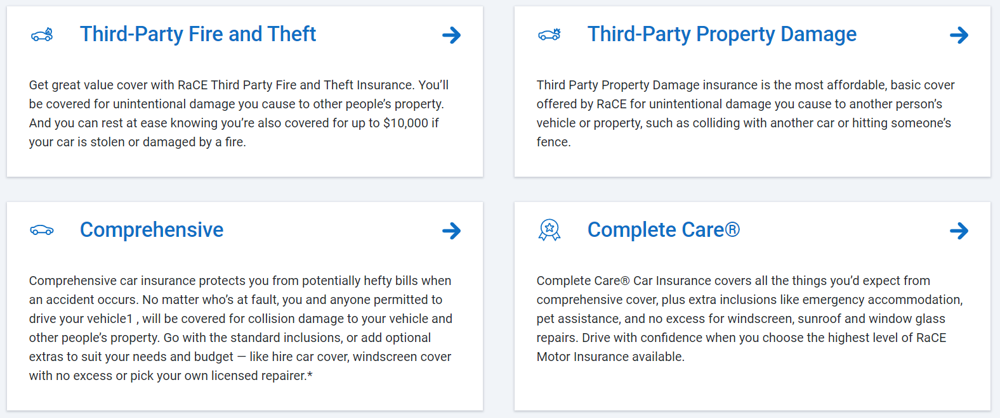 Third-Party Fire and Theft
Get great value cover with RaCE Third Party Fire and Theft Insurance. You’ll
be covered for unintentional damage you cause to other people’s property.
And you can rest at ease knowing you’re also covered for up to $10,000 if
your car is stolen or damaged by a fire.
Third-Party Property Damage
Third Party Property Damage insurance is the most affordable, basic cover
offered by RaCE for unintentional damage you cause to another person’s
vehicle or property, such as colliding with another car or hitting someone’s
fence.
Comprehensive
Comprehensive car insurance protects you from potentially hefty bills when
an accident occurs. No matter who’s at fault, you and anyone permitted to
drive your vehicle1 , will be covered for collision damage to your vehicle and
other people’s property. Go with the standard inclusions, or add optional
extras to suit your needs and budget — like hire car cover, windscreen cover
with no excess or pick your own licensed repairer.*
Complete Care®
Complete Care® Car Insurance covers all the things you’d expect from
comprehensive cover, plus extra inclusions like emergency accommodation,
pet assistance, and no excess for windscreen, sunroof and window glass
repairs. Drive with confidence when you choose the highest level of RaCE
Motor Insurance available.